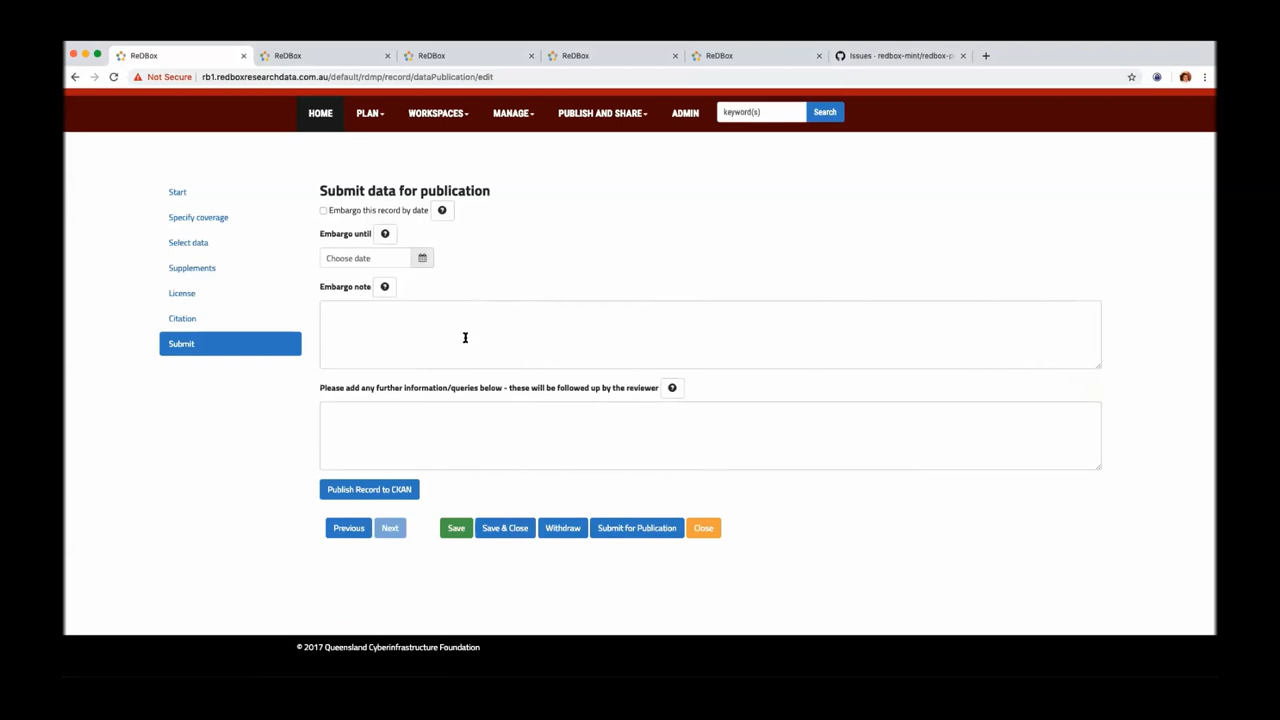 ReDBox
ReDBox
ReDBox
ReDBox
ReDBox
Issues - redbox-mint/redbox-p
Not Secure
rb1.redboxresearchdata.com.au/default/rdmp/record/dataPublication/edit
HOME
PLAN
WORKSPACES
MANAGE
PUBLISH AND SHARE
ADMIN
keyword(s)
Search
Start
Specify coverage
Select data
Supplements
License
Citation
Submit
Submit data for publication
Embargo this record by date
Embargo until
Choose date
Embargo note
Please add any further information/queries below - these will be followed up by the reviewer
Publish Record to CKAN
Previous
Next
Save
Save & Close
Withdraw
Submit for Publication
Close
© 2017 Queensland Cyberinfrastructure Foundation